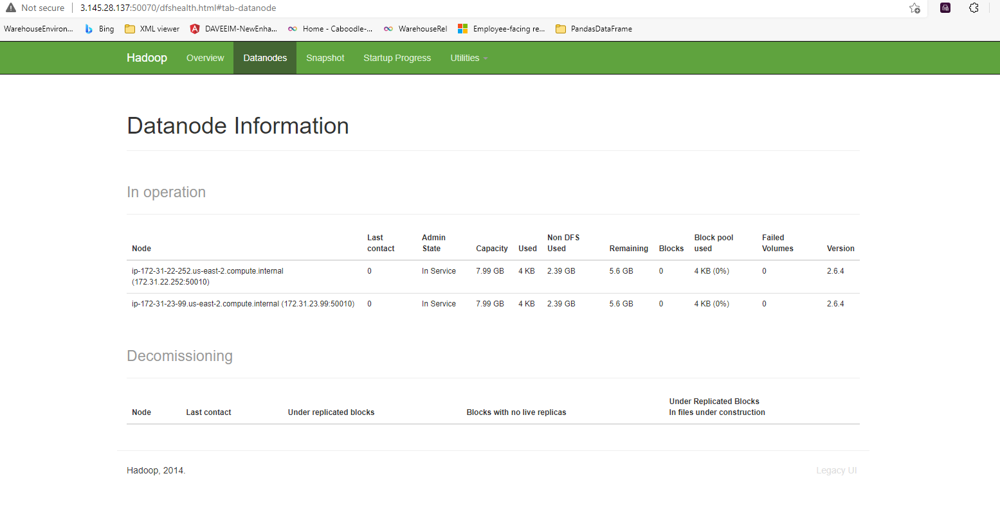 Not secure 3.145.28.137:50070/dfshealth.html#tab-datanode
WarehouseEnviron... Bing XML viewer DAVEEIM-NewEnha... Home - Caboodle-... WarehouseRel Employee-facing re... PandasDataFrame
Hadoop Overview Datanodes Snapshot Startup Progress Utilities
Datanode Information
In operation
Node Last contact Admin State Capacity Used Non DFS Used Remaining Blocks Block pool used Failed Volumes Version
ip-172-31-22-252.us-east-2.compute.internal (172.31.22.252:50010) 0 In Service 7.99 GB 4 KB 2.39 GB 5.6 GB 0 4 KB (0%) 0 2.6.4
ip-172-31-23-99.us-east-2.compute.internal (172.31.23.99:50010) 0 In Service 7.99 GB 4 KB 2.39 GB 5.6 GB 0 4 KB (0%) 0 2.6.4
Decomissioning
Node Last contact Under replicated blocks Blocks with no live replicas Under Replicated Blocks In files under construction
Hadoop, 2014. Legacy UI